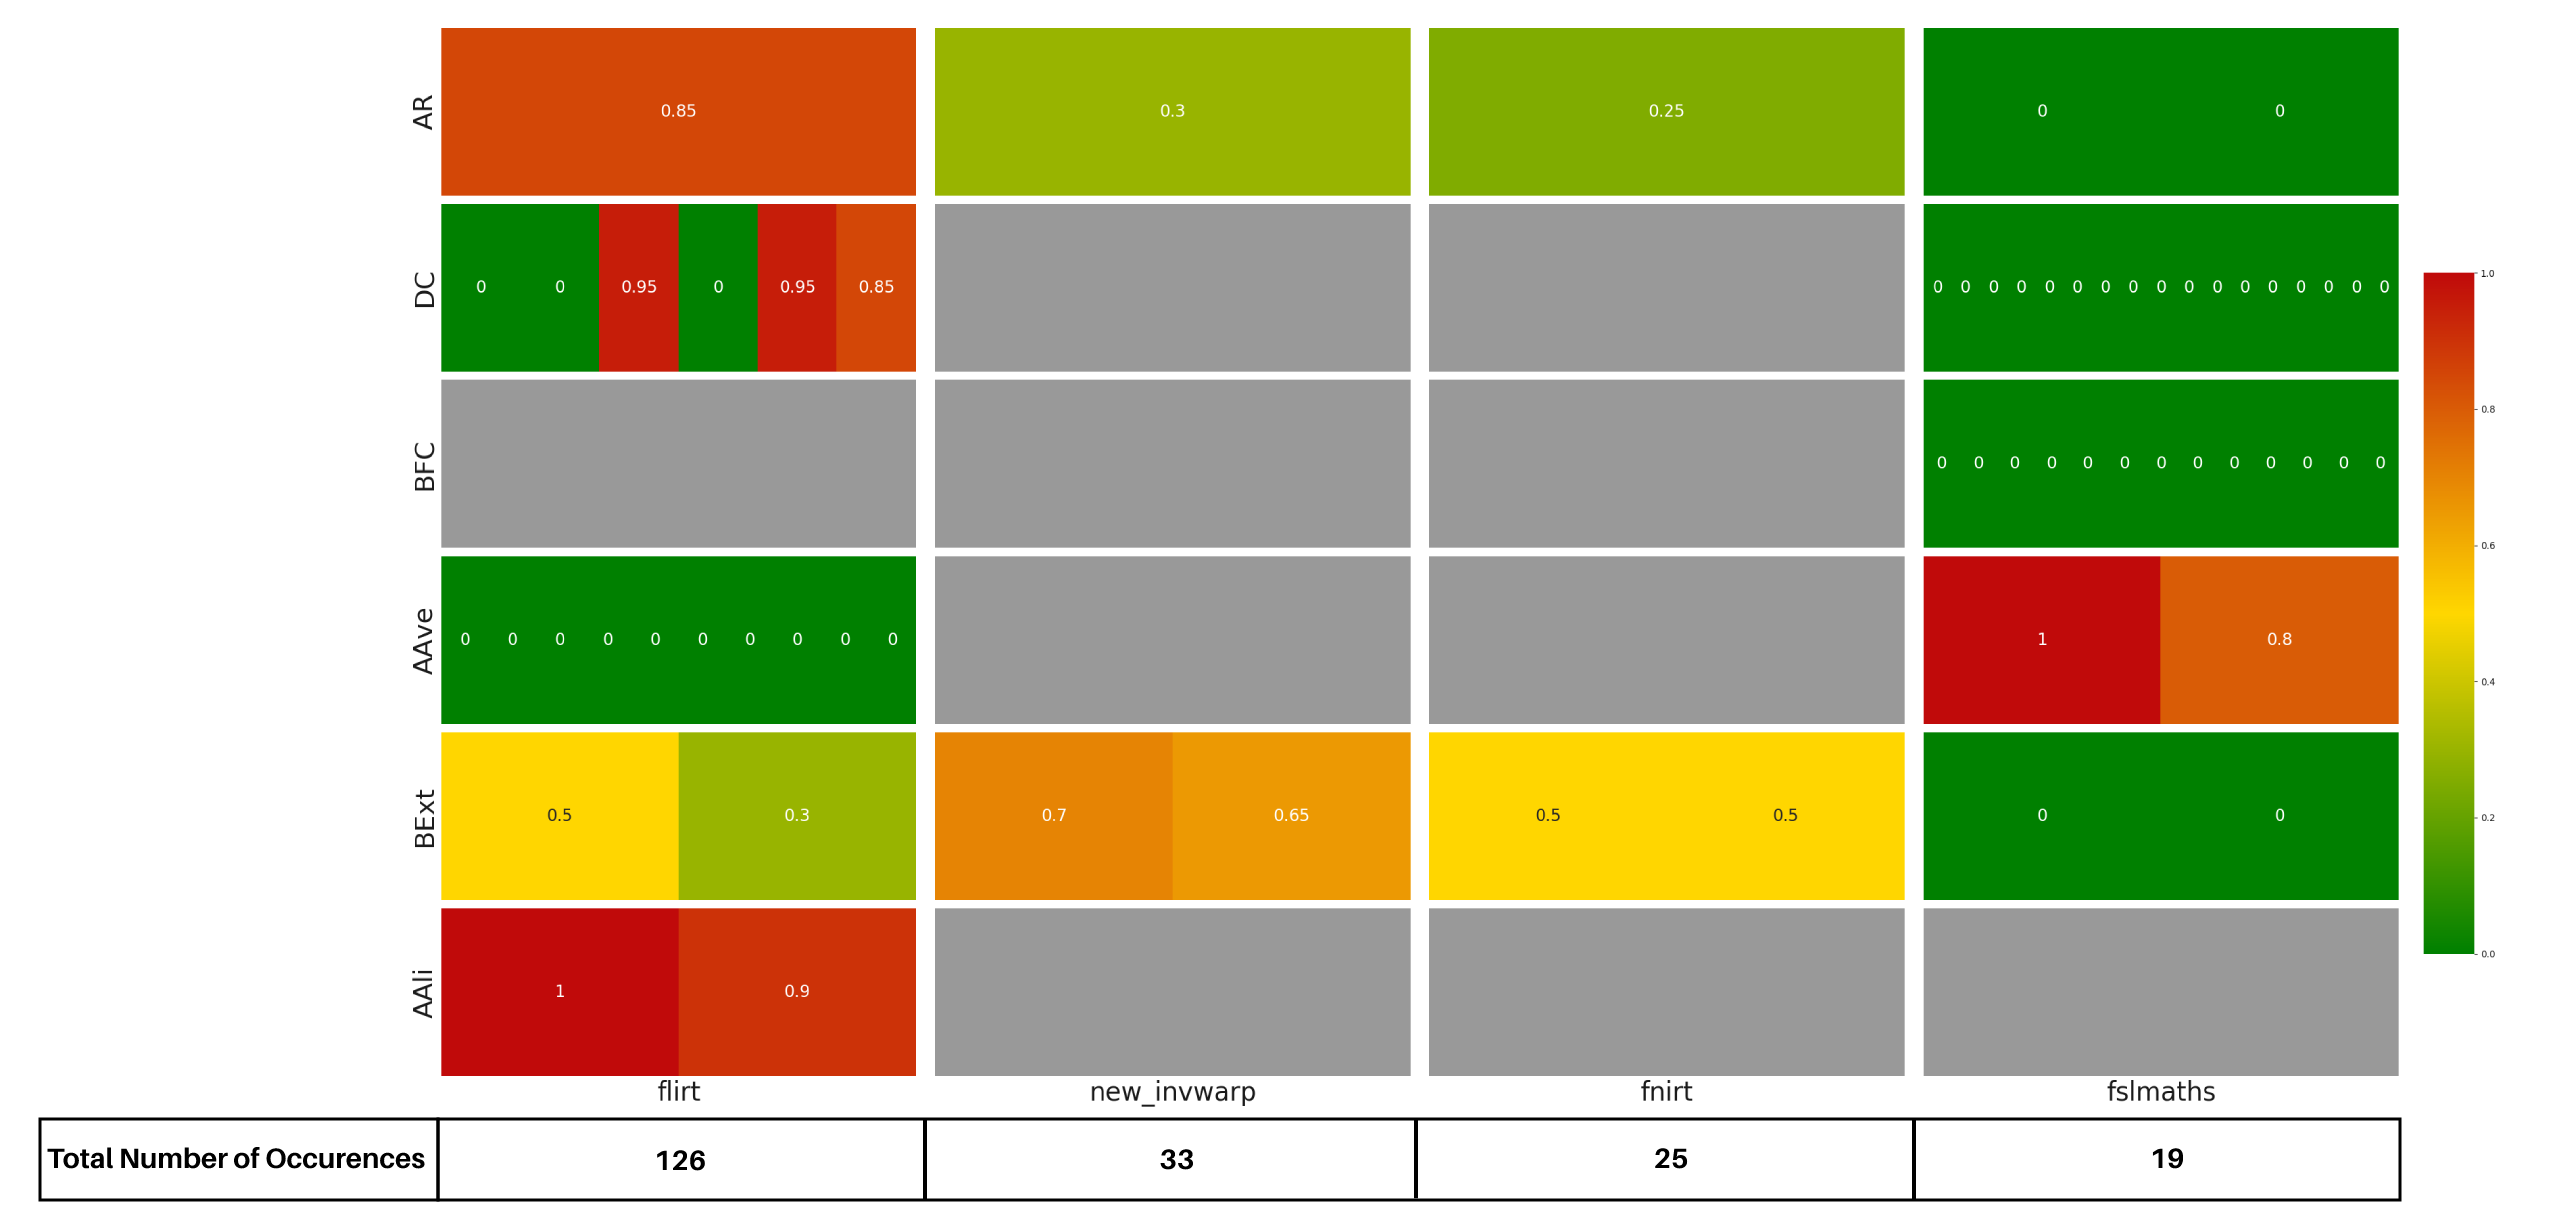 AR 0.85 0.3 0.25 0 0
DC 0 0 0.95 0 0.95 0.85 0 0 0 0 0 0 0 0 0 0 0 0 0 0 0 0 0
1.0
BFC 0 0 0 0 0 0 0 0 0 0 0 0 0
0.8
0.6
AAve 0 0 0 0 0 0 0 0 0 0 1 0.8
0.4
BExt 0.5 0.3 0.7 0.65 0.5 0.5 0 0
0.2
0.0
AAli 1 0.9
flirt new_invwarp fnirt fslmaths
Total Number of Occurences 126 33 25 19